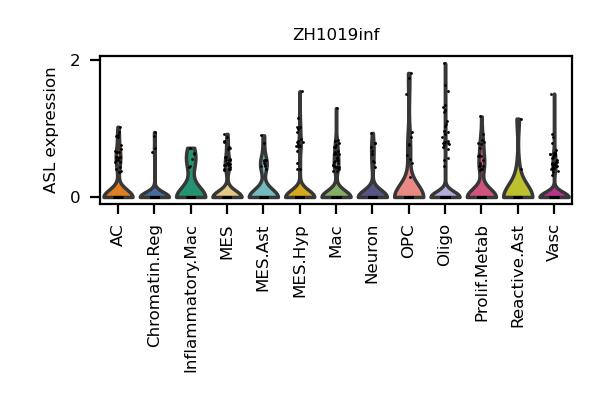 ZH1019inf
2
0
ASL expression
AC
Chromatin.Reg
Inflammatory.Mac
MES
MES.Ast
MES.Hyp
Mac
Neuron
OPC
Oligo
Prolif.Metab
Reactive.Ast
Vasc